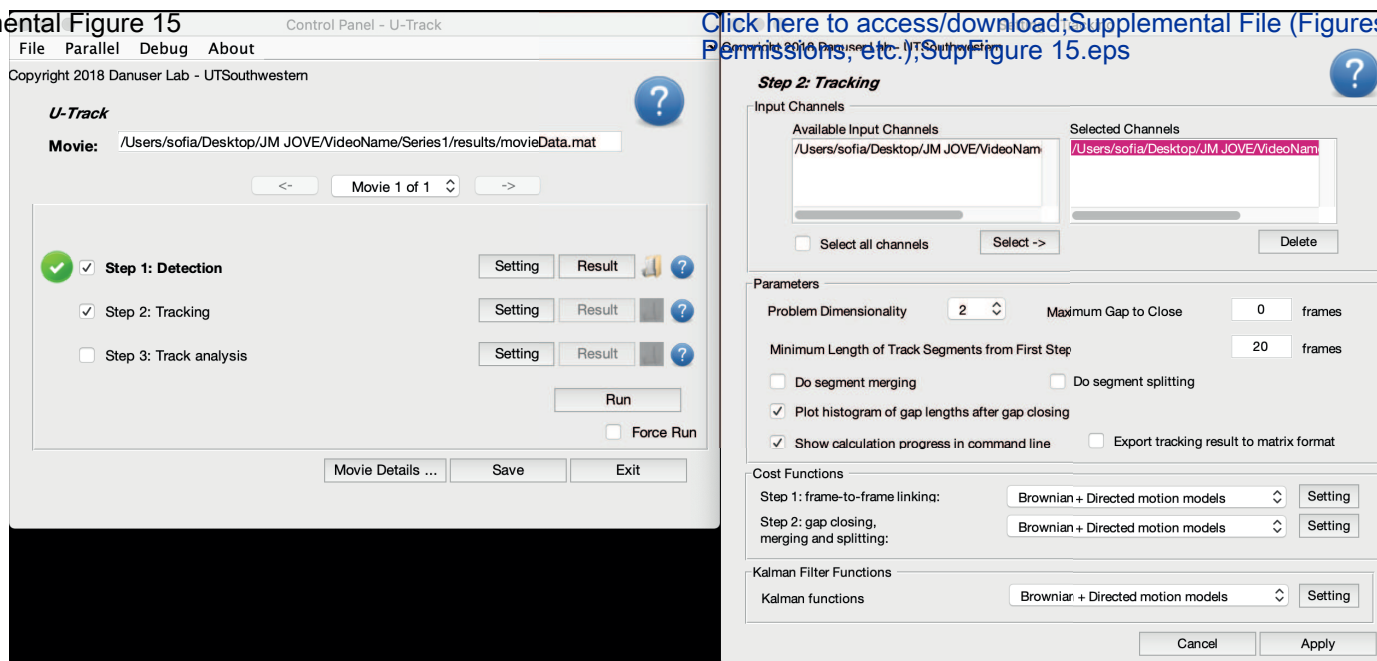 ental Figure 15
Click here to access/download;Supplemental File (Figures
Permissions, etc.);SupFigure 15.eps
Control Panel - U-Track
File Parallel Debug About
Copyright 2018 Danuser Lab - UTSouthwestern
U-Track
Movie: /Users/sofia/Desktop/JM JOVE/VideoName/Series1/results/movieData.mat
<- Movie 1 of 1 ->
Step 1: Detection Setting Result ?
Step 2: Tracking Setting Result ?
Step 3: Track analysis Setting Result ?
Run
Force Run
Movie Details ... Save Exit
Copyright 2018 Danuser Lab - UTSouthwestern
Step 2: Tracking
Input Channels
Available Input Channels Selected Channels
/Users/sofia/Desktop/JM JOVE/VideoNam /Users/sofia/Desktop/JM JOVE/VideoNam
Select all channels Select -> Delete
Parameters
Problem Dimensionality 2 Maximum Gap to Close 0 frames
Minimum Length of Track Segments from First Step 20 frames
Do segment merging Do segment splitting
Plot histogram of gap lengths after gap closing
Show calculation progress in command line Export tracking result to matrix format
Cost Functions
Step 1: frame-to-frame linking: Brownian + Directed motion models Setting
Step 2: gap closing,
merging and splitting: Brownian + Directed motion models Setting
Kalman Filter Functions
Kalman functions Brownian + Directed motion models Setting
Cancel Apply